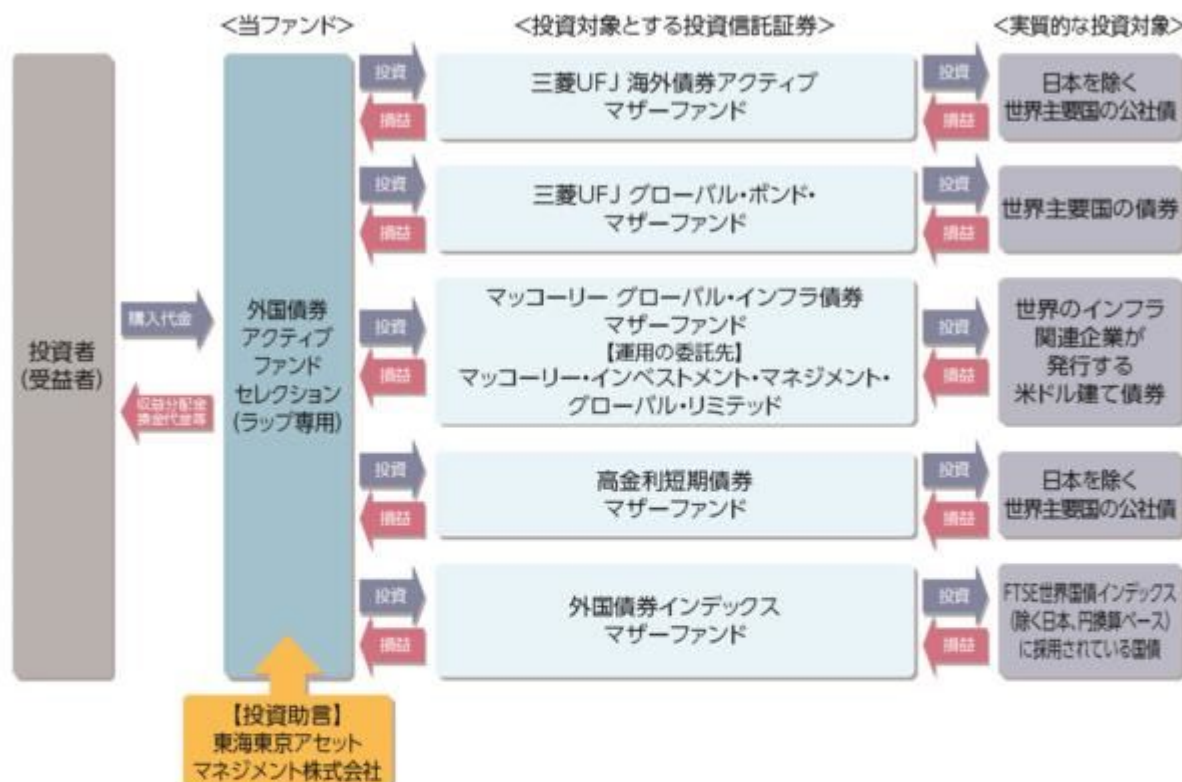 <当ファンド>
<投資対象とする投資信託証券>
<実質的な投資対象>
投資者
(受益者)
購入代金
収益分配金
換金代金等
外国債券
アクティブ
ファンド
セレクション
(ラップ専用)
【投資助言】
東海東京アセット
マネジメント株式会社
投資
損益
三菱UFJ 海外債券アクティブ
マザーファンド
投資
損益
日本を除く
世界主要国の公社債
投資
損益
三菱UFJ グローバル・ボンド・
マザーファンド
投資
損益
世界主要国の債券
投資
損益
マッコーリー グローバル・インフラ債券
マザーファンド
【運用の委託先】
マッコーリー・インベストメント・マネジメント・
グローバル・リミテッド
投資
損益
世界のインフラ
関連企業が
発行する
米ドル建て債券
投資
損益
高金利短期債券
マザーファンド
投資
損益
日本を除く
世界主要国の公社債
投資
損益
外国債券インデックス
マザーファンド
投資
損益
FTSE世界国債インデックス
(除く日本、円換算ベース)
に採用されている国債